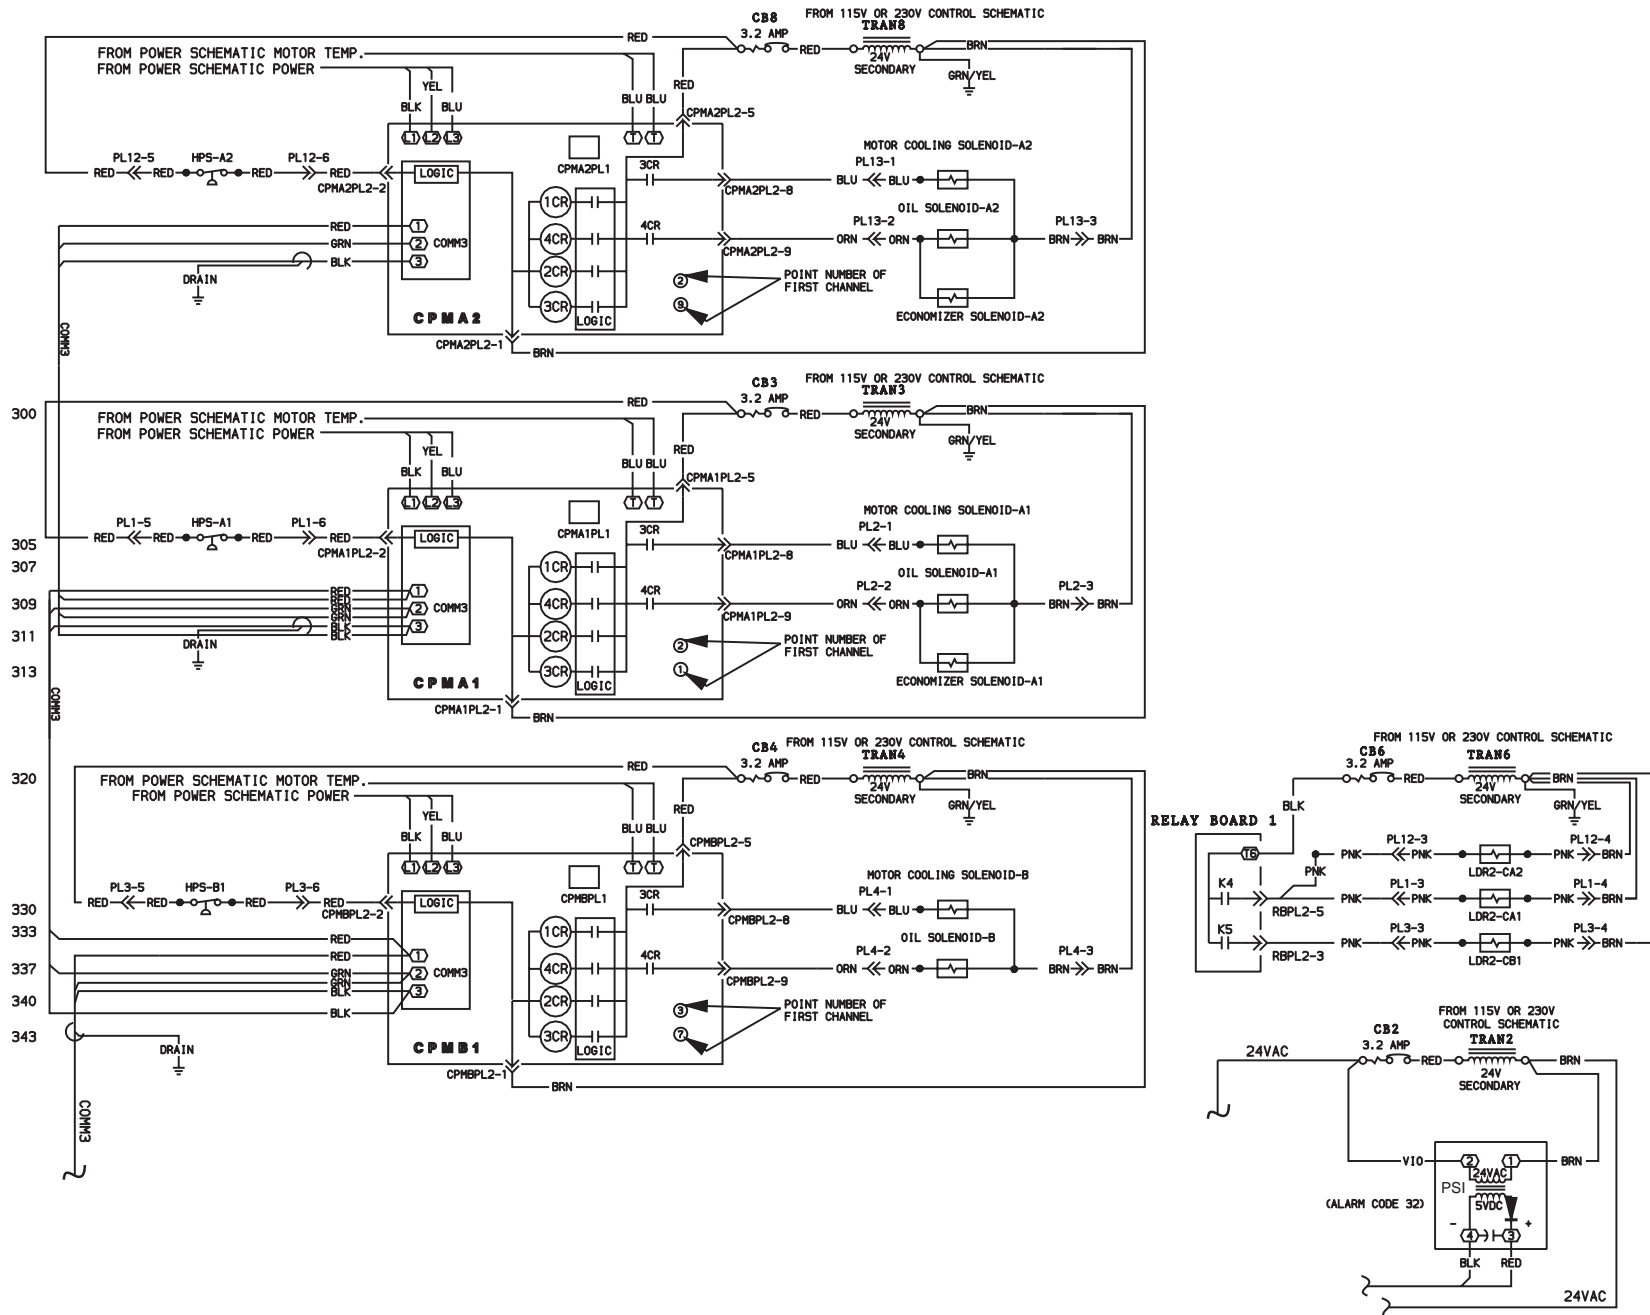 CB8
FROM 115V OR 230V CONTROL SCHEMATIC
TRAN8
RED
3.2 AMP
RED
BRN
FROM POWER SCHEMATIC MOTOR TEMP.
24V
SECONDARY
FROM POWER SCHEMATIC POWER
GRN/YEL
YEL
RED
BLK
BLU
BLU BLU
CPMA2PL2-5
L1 L2 L3
T T
MOTOR COOLING SOLENOID-A2
PL12-5
HPS-A2
PL12-6
3CR
PL13-1
RED
RED
RED
RED
LOGIC
CPMA2PL1
BLU
BLU
CPMA2PL2-2
CPMA2PL2-8
1CR
OIL SOLENOID-A2
RED
1
4CR
PL13-2
PL13-3
GRN
2
COMM3
4CR
ORN
ORN
BRN
BRN
CPMA2PL2-9
BLK
3
2CR
DRAIN
2
POINT NUMBER OF
FIRST CHANNEL
9
3CR
LOGIC
CPMA2
ECONOMIZER SOLENOID-A2
COMM3
CPMA2PL2-1
BRN
CB3
FROM 115V OR 230V CONTROL SCHEMATIC
TRAN3
RED
3.2 AMP
300
RED
BRN
FROM POWER SCHEMATIC MOTOR TEMP.
24V
SECONDARY
FROM POWER SCHEMATIC POWER
GRN/YEL
YEL
RED
BLK
BLU
BLU BLU
CPMA1PL2-5
L1 L2 L3
T T
MOTOR COOLING SOLENOID-A1
PL1-5
HPS-A1
PL1-6
3CR
PL2-1
305
RED
RED
RED
RED
LOGIC
CPMA1PL1
BLU
BLU
CPMA1PL2-2
CPMA1PL2-8
307
1CR
OIL SOLENOID-A1
RED
1
RED
4CR
PL2-2
PL2-3
309
GRN
2
COMM3
4CR
ORN
ORN
BRN
BRN
GRN
CPMA1PL2-9
BLK
3
311
BLK
2CR
DRAIN
2
POINT NUMBER OF
FIRST CHANNEL
313
1
3CR
LOGIC
CPMA1
ECONOMIZER SOLENOID-A1
COMM3
CPMA1PL2-1
BRN
CB4
FROM 115V OR 230V CONTROL SCHEMATIC
TRAN4
RED
3.2 AMP
320
RED
BRN
FROM POWER SCHEMATIC MOTOR TEMP.
24V
SECONDARY
FROM POWER SCHEMATIC POWER
GRN/YEL
YEL
RED
BLK
BLU
BLU BLU
CPMBPL2-5
L1 L2 L3
T T
MOTOR COOLING SOLENOID-B
PL3-5
HPS-B1
PL3-6
3CR
PL4-1
330
RED
RED
RED
RED
LOGIC
CPMBPL1
BLU
BLU
CPMBPL2-2
CPMBPL2-8
333
1CR
OIL SOLENOID-B
RED
RED
1
4CR
PL4-2
PL4-3
337
GRN
2
COMM3
4CR
ORN
ORN
BRN
BRN
GRN
CPMBPL2-9
BLK
3
340
2CR
BLK
3
POINT NUMBER OF
FIRST CHANNEL
343
7
3CR
LOGIC
DRAIN
CPMB1
CPMBPL2-1
BRN
COMM3
FROM 115V OR 230V CONTROL SCHEMATIC
CB6
TRAN6
3.2 AMP
RED
BRN
24V
SECONDARY
BLK
GRN/YEL
RELAY BOARD 1
T6
PL12-3
PL12-4
PNK
PNK
PNK
BRN
PNK
LDR2-CA2
K4
PL1-3
PL1-4
PNK
PNK
PNK
BRN
RBPL2-5
LDR2-CA1
K5
PL3-3
PL3-4
PNK
PNK
PNK
BRN
RBPL2-3
LDR2-CB1
FROM 115V OR 230V
CONTROL SCHEMATIC
CB2
TRAN2
3.2 AMP
24VAC
RED
BRN
24V
SECONDARY
VIO
2
1
BRN
24VAC
PSI
(ALARM CODE 32)
5VDC
-
+
4
3
BLK
RED
24VAC